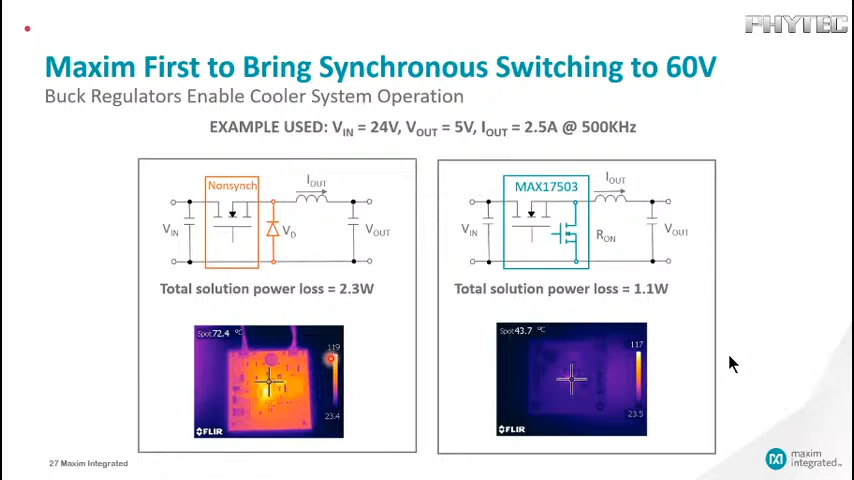 PHYTEC
Maxim First to Bring Synchronous Switching to 60V
Buck Regulators Enable Cooler System Operation
EXAMPLE USED: VIN = 24V, VOUT = 5V, IOUT = 2.5A @ 500KHz
Nonsynch
IOUT
VIN
VD
VOUT
Total solution power loss = 2.3W
Spot 72.4 °C
119
23.4
FLIR
MAX17503
IOUT
VIN
RON
VOUT
Total solution power loss = 1.1W
Spot 43.7 °C
117
23.5
FLIR
27 Maxim Integrated
maxim
integrated™